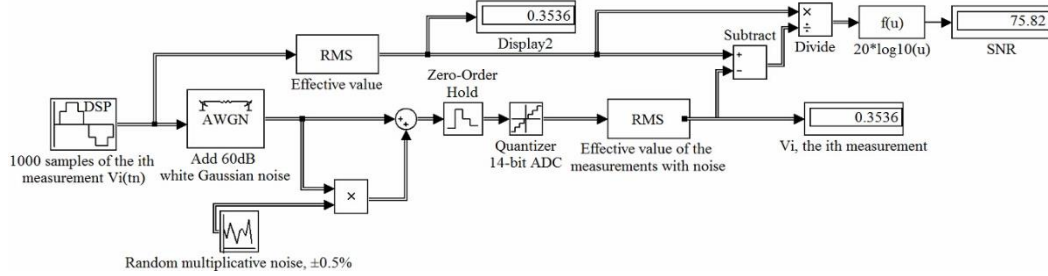 0.3536
Display2
RMS
Effective value
×
÷
Divide
f(u)
20*log10(u)
75.82
SNR
Subtract
+
−
DSP
1000 samples of the ith
measurement Vi(tn)
AWGN
Add 60dB
white Gaussian noise
+
+
Zero-Order
Hold
Quantizer
14-bit ADC
RMS
Effective value of the
measurements with noise
0.3536
Vi, the ith measurement
×
Random multiplicative noise, ±0.5%